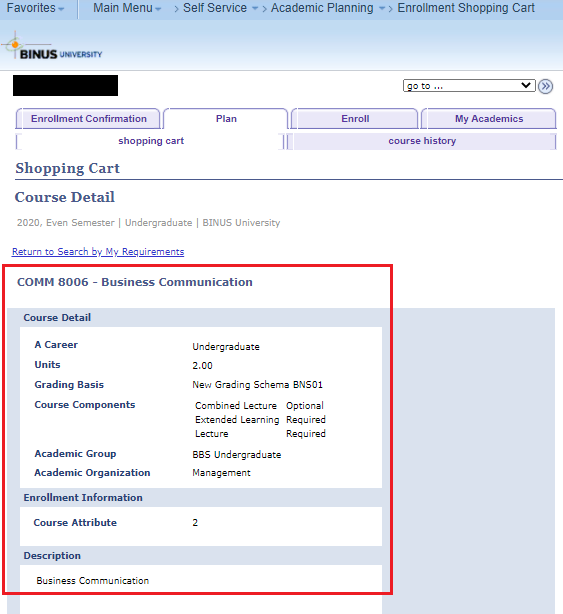 Favorites Main Menu > Self Service > Academic Planning > Enrollment Shopping Cart
BINUS UNIVERSITY
go to ...
Enrollment Confirmation Plan Enroll My Academics
shopping cart course history
Shopping Cart
Course Detail
2020, Even Semester | Undergraduate | BINUS University
Return to Search by My Requirements
COMM 8006 - Business Communication
Course Detail
A Career Undergraduate
Units 2.00
Grading Basis New Grading Schema BNS01
Course Components Combined Lecture Optional
Extended Learning Required
Lecture Required
Academic Group BBS Undergraduate
Academic Organization Management
Enrollment Information
Course Attribute 2
Description
Business Communication